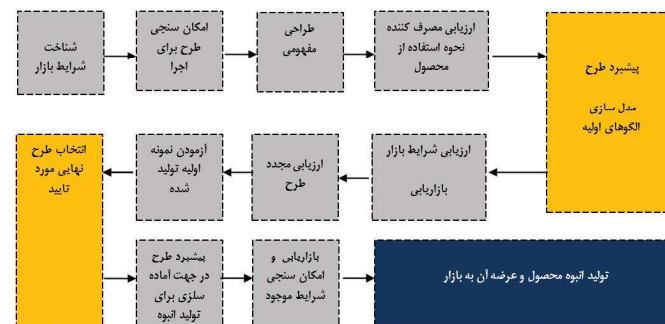 شناخت
شرایط بازار
امکان سنجی
طرح برای
اجرا
طراحی
مفهومی
ارزیابی مصرف کننده
نحوه استفاده از
محصول
پیشبرد طرح
مدل سازی
الگوهای اولیه
ارزیابی شرایط بازار
بازاریابی
ارزیابی مجدد
طرح
آزمودن نمونه
اولیه تولید
شده
انتخاب طرح
نهایی مورد
تایید
پیشبرد طرح
در جهت آماده
سلزی برای
تولید انبوه
بازاریابی و
امکان سنجی
شرایط موجود
تولید انبوه محصول و عرضه آن به بازار